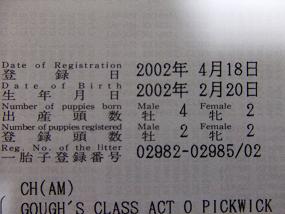 Date of Registration
登録日 2002年 4月18日
Date of Birth
生年月日 2002年 2月20日
Number of puppies born Male Female
出産頭数 牡 4 牝 2
Number of puppies registered Male Female
登録頭数 牡 2 牝 2
Reg. No. of the litter
一胎子登録番号 02982-02985/02
CH(AM)
GOUGH'S CLASS ACT O PICKWICK